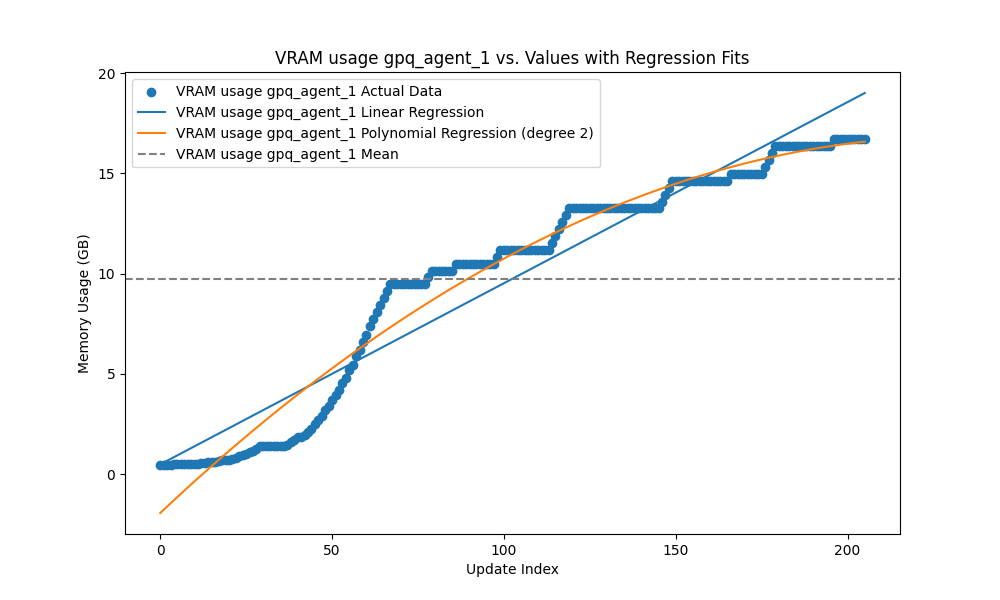 VRAM usage gpq_agent_1 vs. Values with Regression Fits
VRAM usage gpq_agent_1 Actual Data
VRAM usage gpq_agent_1 Linear Regression
VRAM usage gpq_agent_1 Polynomial Regression (degree 2)
VRAM usage gpq_agent_1 Mean
Memory Usage (GB)
20
15
10
5
0
0
50
100
150
200
Update Index